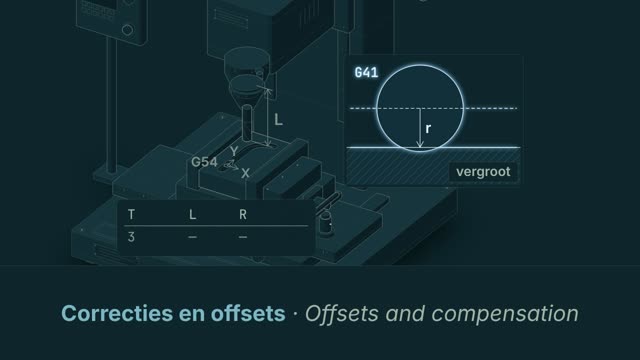 G41
r
vergroot
L
G54
Y
X
T L R
3 – –
Correcties en offsets · Offsets and compensation